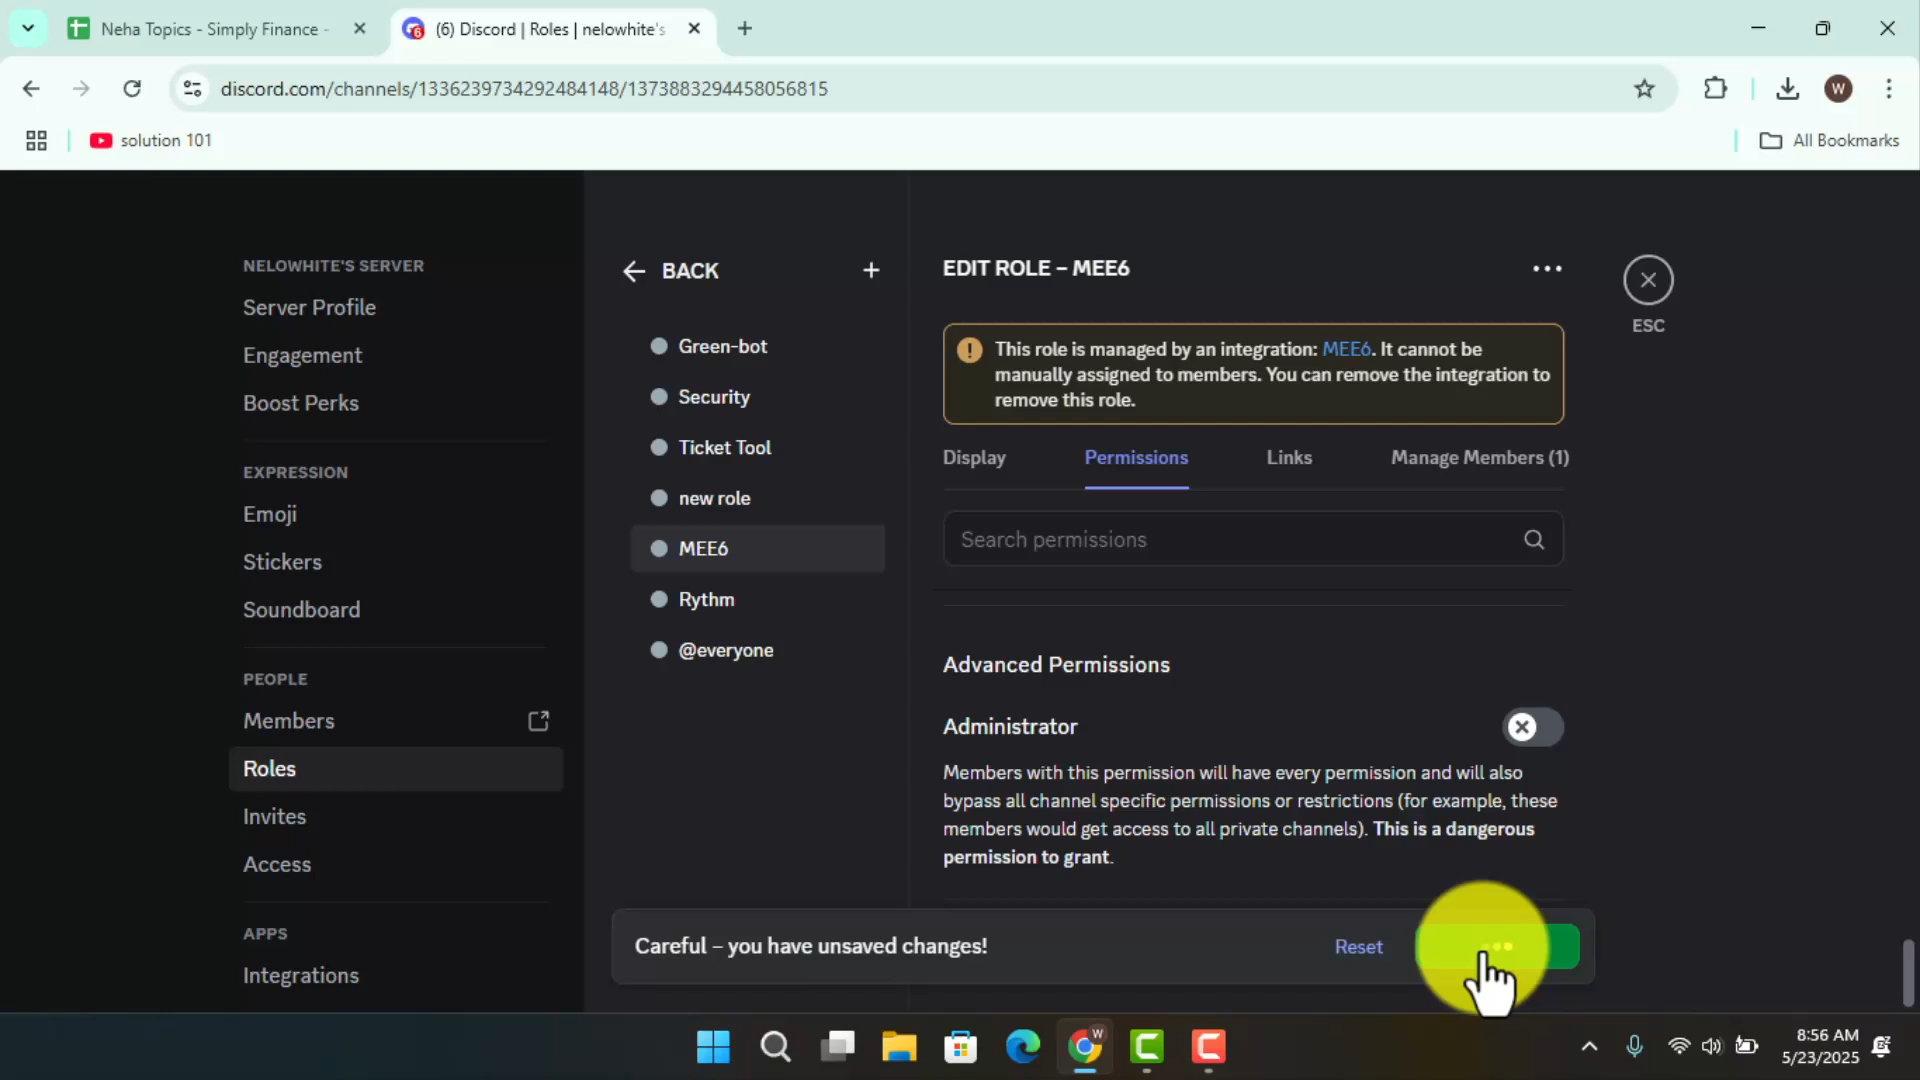 Neha Topics - Simply Finance -
(6) Discord | Roles | nelowhite's
discord.com/channels/1336239734292484148/1373883294458056815
W
solution 101
All Bookmarks
NELOWHITE'S SERVER
Server Profile
Engagement
Boost Perks
EXPRESSION
Emoji
Stickers
Soundboard
PEOPLE
Members
Roles
Invites
Access
APPS
Integrations
BACK
Green-bot
Security
Ticket Tool
new role
MEE6
Rythm
@everyone
EDIT ROLE – MEE6
ESC
This role is managed by an integration: MEE6. It cannot be
manually assigned to members. You can remove the integration to
remove this role.
Display
Permissions
Links
Manage Members (1)
Search permissions
Advanced Permissions
Administrator
Members with this permission will have every permission and will also
bypass all channel specific permissions or restrictions (for example, these
members would get access to all private channels). This is a dangerous
permission to grant.
Careful – you have unsaved changes!
Reset
8:56 AM
5/23/2025